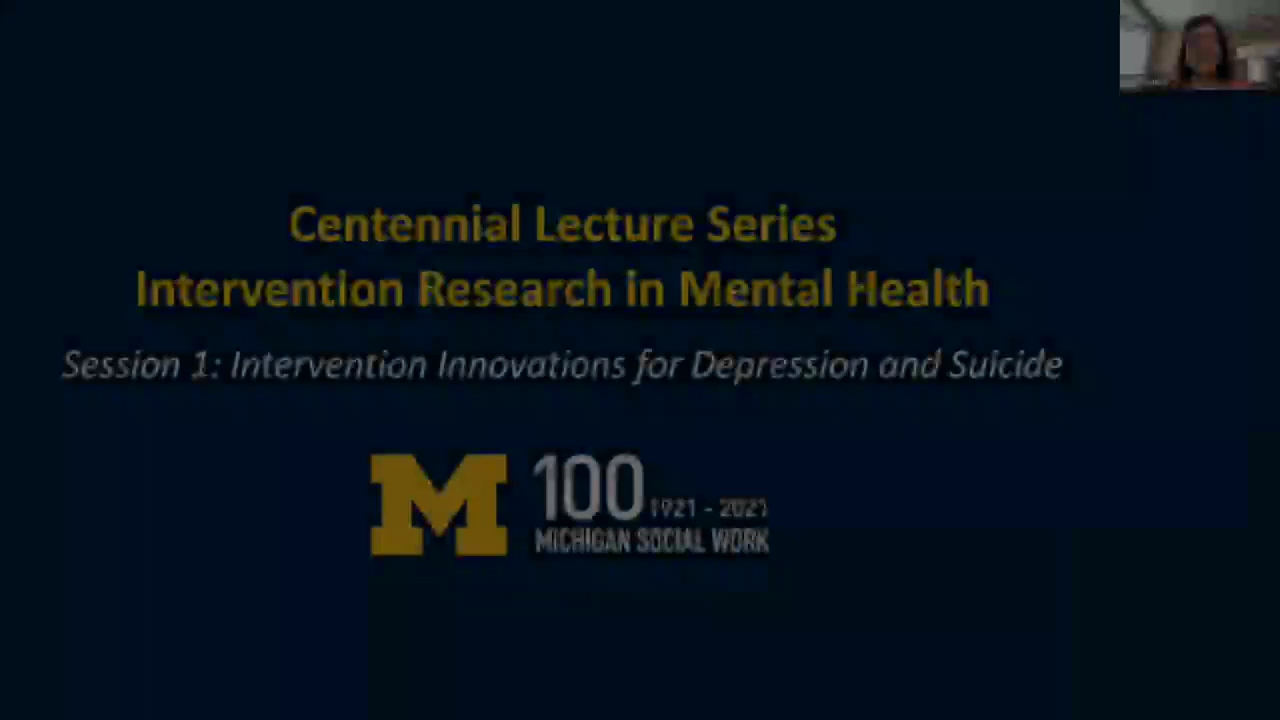 Centennial Lecture Series
Intervention Research in Mental Health
Session 1: Intervention Innovations for Depression and Suicide
M 100 1921 - 2021
MICHIGAN SOCIAL WORK